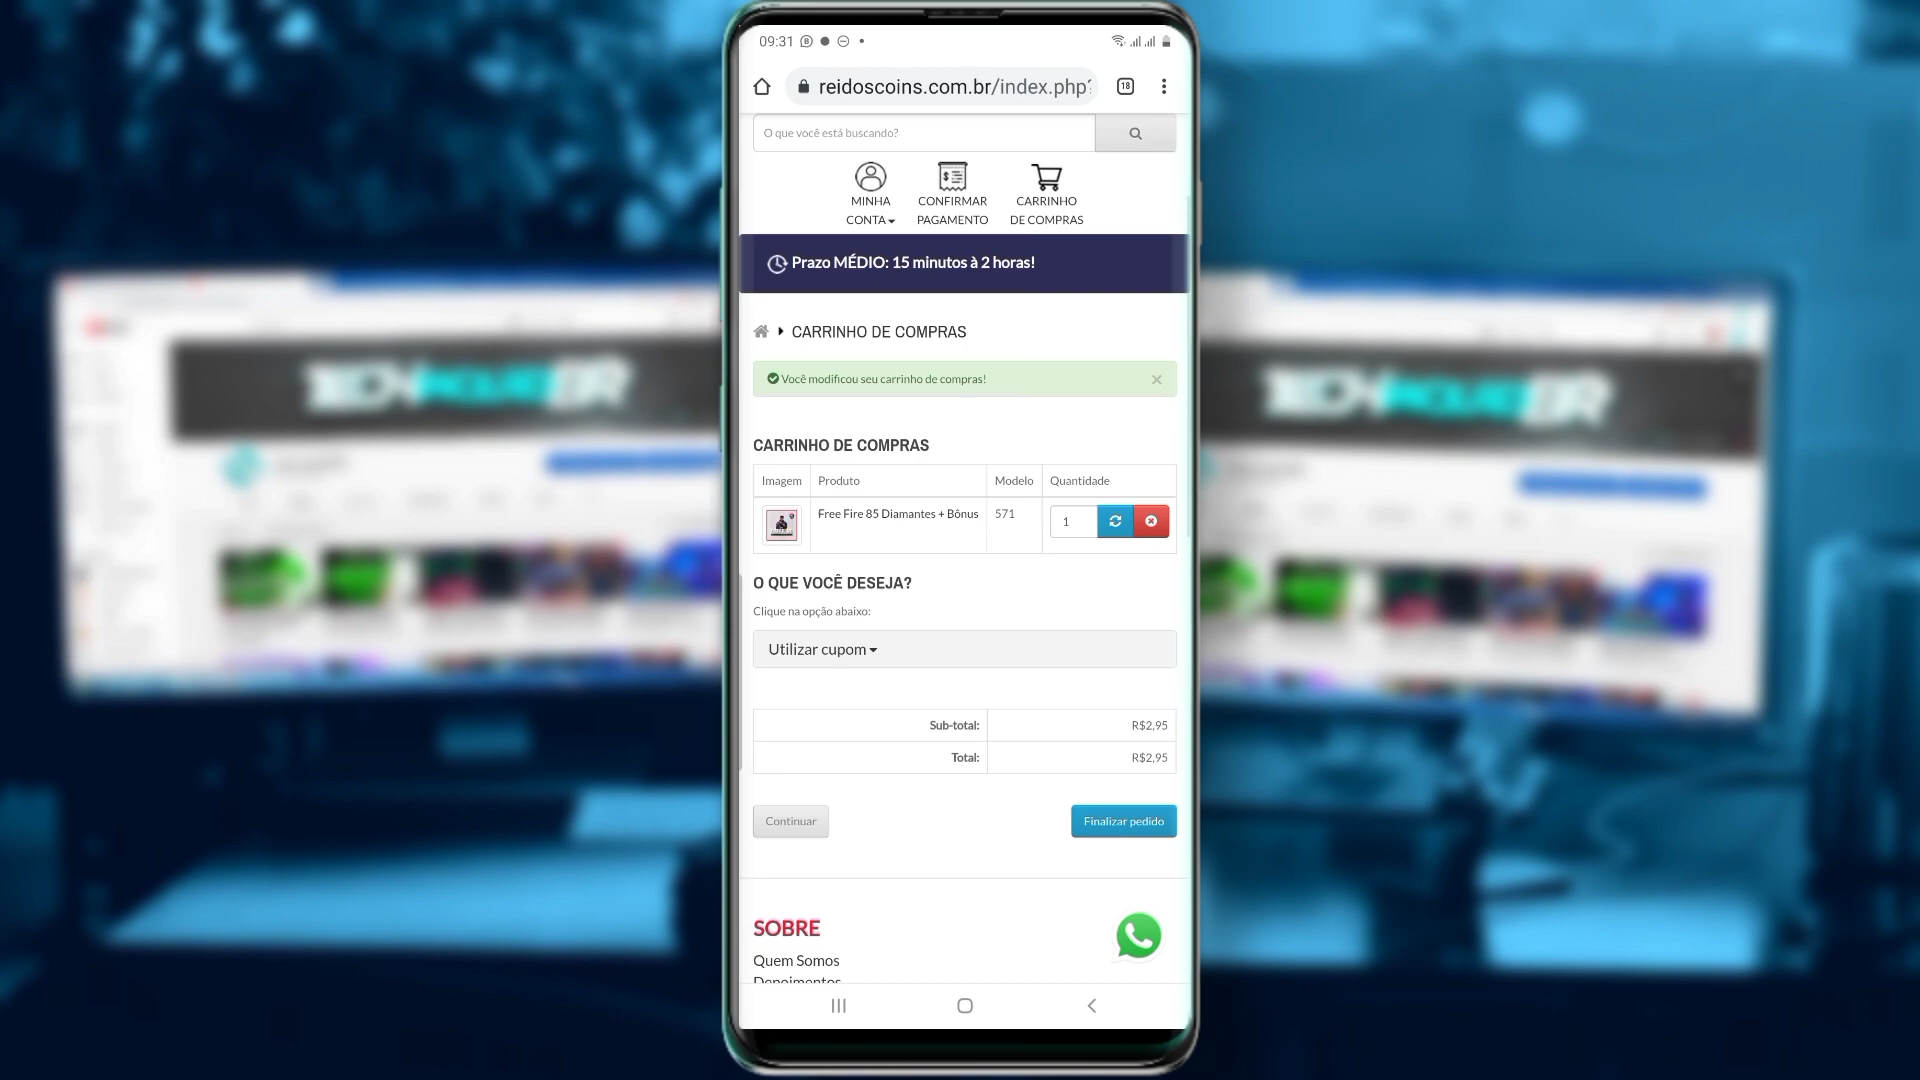 09:31
reidoscoins.com.br/index.php?
18
O que você está buscando?
MINHA
CONTA
CONFIRMAR
PAGAMENTO
CARRINHO
DE COMPRAS
Prazo MÉDIO: 15 minutos à 2 horas!
CARRINHO DE COMPRAS
Você modificou seu carrinho de compras!
CARRINHO DE COMPRAS
Imagem Produto Modelo Quantidade
Free Fire 85 Diamantes + Bônus 571 1
O QUE VOCÊ DESEJA?
Clique na opção abaixo:
Utilizar cupom
Sub-total: R$2,95
Total: R$2,95
Continuar
Finalizar pedido
SOBRE
Quem Somos
Depoimentos